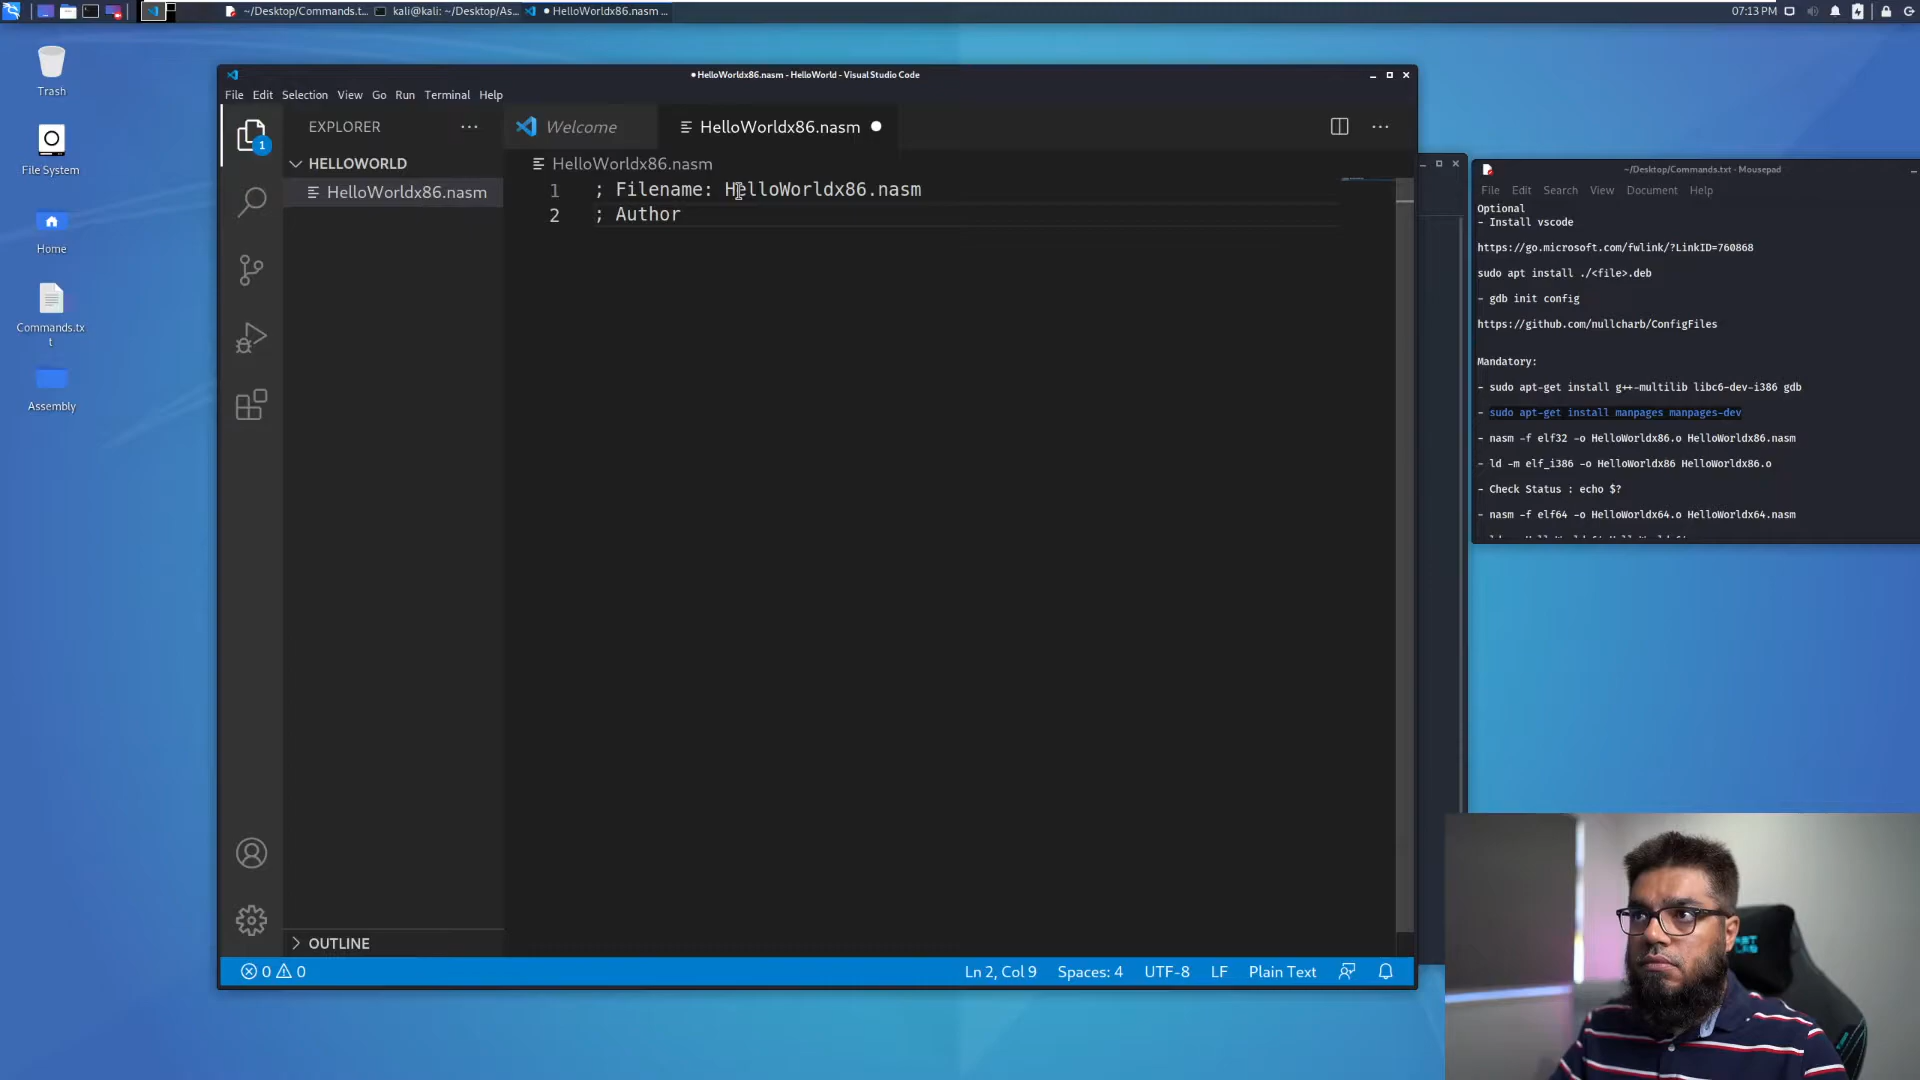 ~/Desktop/Commands.t...
kali@kali: ~/Desktop/As...
● HelloWorldx86.nasm ...
07:13 PM
Trash
File System
Home
Commands.tx
t
Assembly
● HelloWorldx86.nasm - HelloWorld - Visual Studio Code
File Edit Selection View Go Run Terminal Help
EXPLORER ...
1
HELLOWORLD
HelloWorldx86.nasm
OUTLINE
Welcome
HelloWorldx86.nasm ●
HelloWorldx86.nasm
1 ; Filename: HelloWorldx86.nasm
2 ; Author
0 0
Ln 2, Col 9 Spaces: 4 UTF-8 LF Plain Text
~/Desktop/Commands.txt - Mousepad
File Edit Search View Document Help
Optional
- Install vscode
https://go.microsoft.com/fwlink/?LinkID=760868
sudo apt install ./<file>.deb
- gdb init config
https://github.com/nullcharb/ConfigFiles
Mandatory:
- sudo apt-get install g++-multilib libc6-dev-i386 gdb
- sudo apt-get install manpages manpages-dev
- nasm -f elf32 -o HelloWorldx86.o HelloWorldx86.nasm
- ld -m elf_i386 -o HelloWorldx86 HelloWorldx86.o
- Check Status : echo $?
- nasm -f elf64 -o HelloWorldx64.o HelloWorldx64.nasm